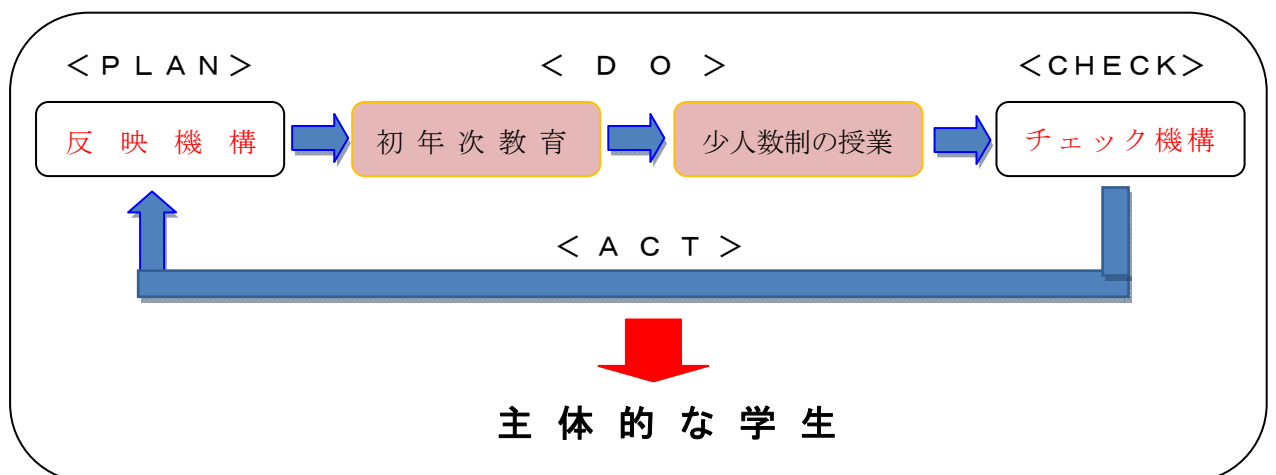 ＜ＰＬＡＮ＞
＜ＤＯ＞
＜ＣＨＥＣＫ＞
反映機構
初年次教育
少人数制の授業
チェック機構
＜ＡＣＴ＞
主体的な学生